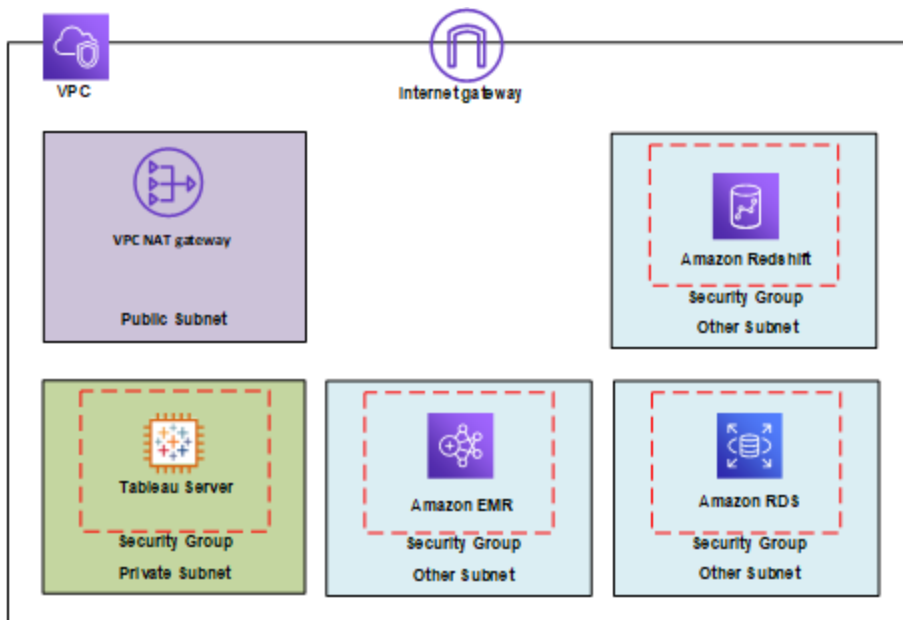 VPC
Internet gateway
VPC NAT gateway
Public Subnet
Amazon Redshift
Security Group
Other Subnet
Tableau Server
Security Group
Private Subnet
Amazon EMR
Security Group
Other Subnet
Amazon RDS
Security Group
Other Subnet